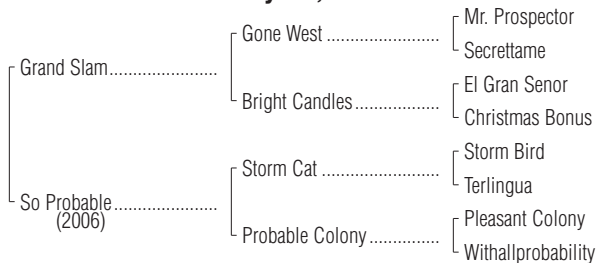 Mr. Prospector
Gone West
Secrettame
Grand Slam
El Gran Senor
Bright Candles
Christmas Bonus
Storm Bird
Storm Cat
Terlingua
So Probable
(2006)
Pleasant Colony
Probable Colony
Withallprobability